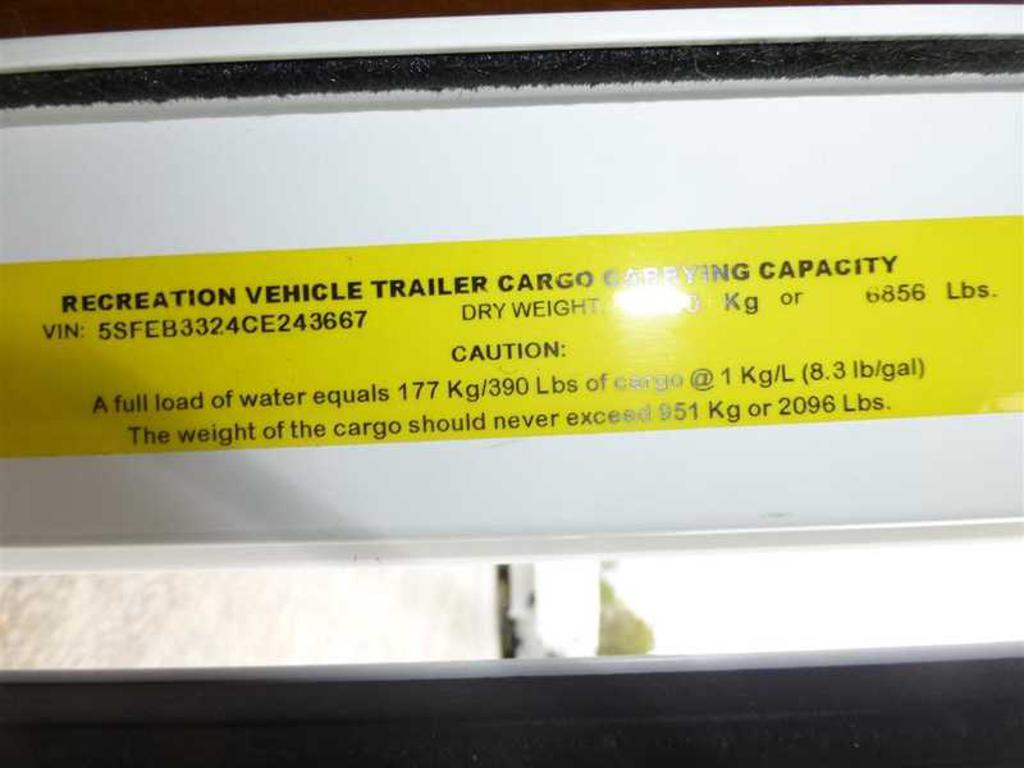 RECREATION VEHICLE TRAILER CARGO CARRYING CAPACITY
VIN: 5SFEB3324CE243667 DRY WEIGHT: Kg or 6856 Lbs.
CAUTION:
A full load of water equals 177 Kg/390 Lbs of cargo @ 1 Kg/L (8.3 lb/gal)
The weight of the cargo should never exceed 951 Kg or 2096 Lbs.